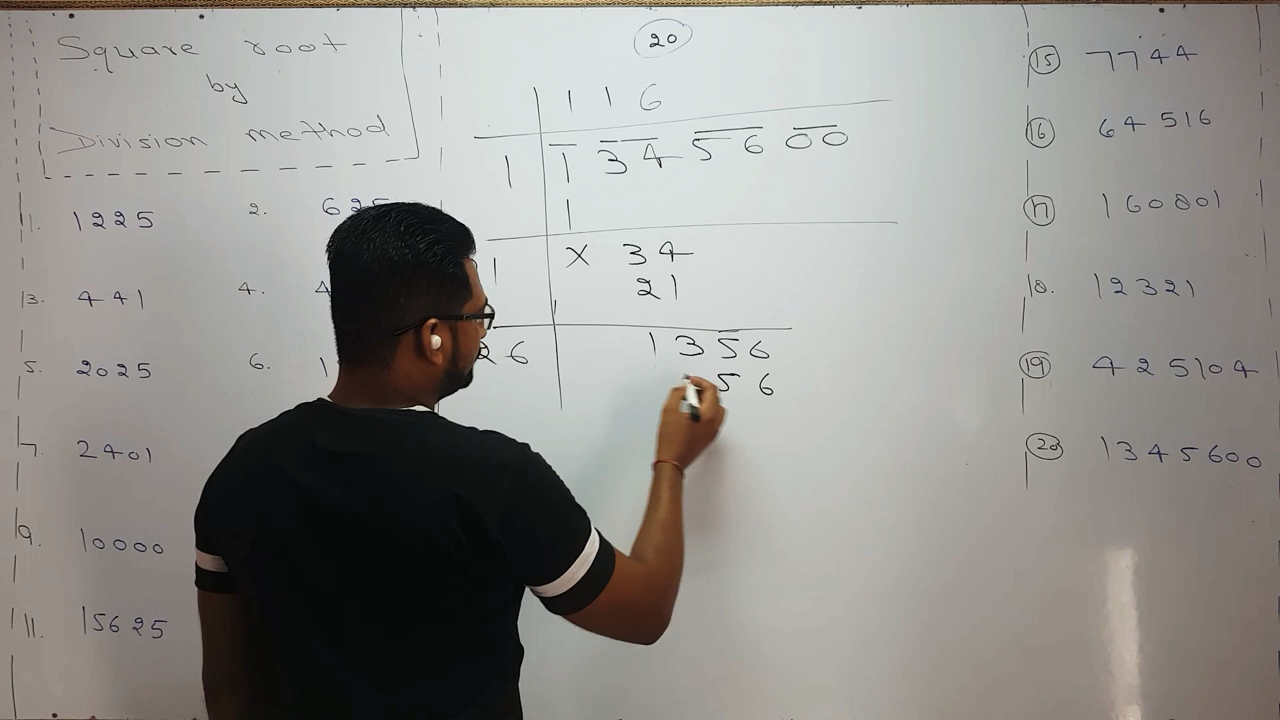 Square root
by
Division method
1. 1225 2. 625
3. 441 4. 4
5. 2025 6. 1
7. 2401
9. 10000
11. 15625
20
1 1 6
1 1 34 56 00
1
1 × 34
21
26 1356
56
15 7744
16 64516
17 160801
18. 12321
19 425104
20 1345600